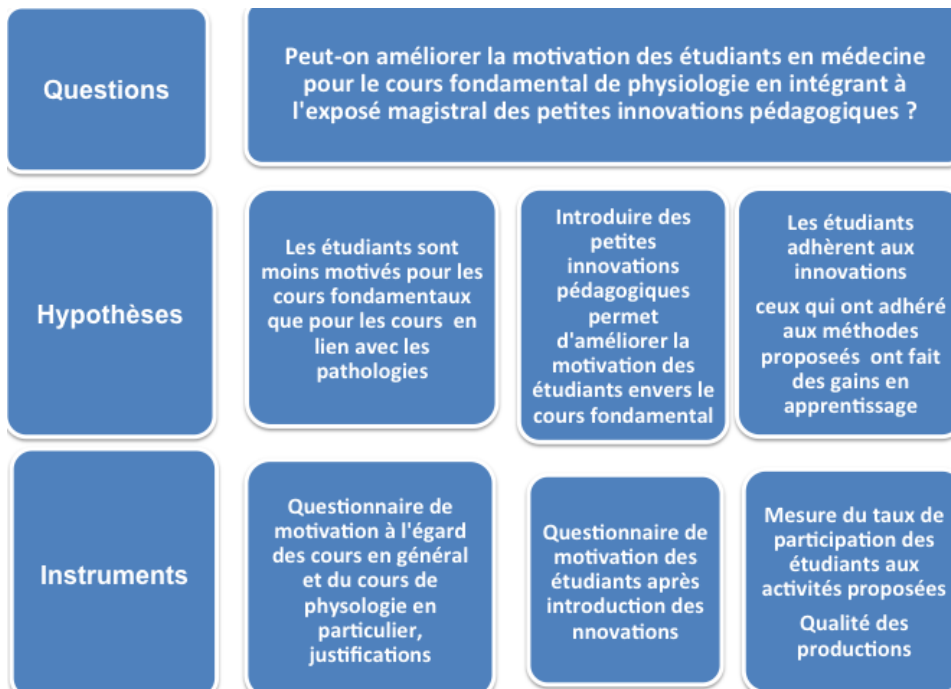 Questions
Peut-on améliorer la motivation des étudiants en médecine
pour le cours fondamental de physiologie en intégrant à
l'exposé magistral des petites innovations pédagogiques ?
Hypothèses
Les étudiants sont
moins motivés pour les
cours fondamentaux
que pour les cours en
lien avec les
pathologies
Introduire des
petites
innovations
pédagogiques
permet
d'améliorer la
motivation des
étudiants envers le
cours fondamental
Les étudiants
adhèrent aux
innovations
ceux qui ont adhéré
aux méthodes
proposeés ont fait
des gains en
apprentissage
Instruments
Questionnaire de
motivation à l'égard
des cours en général
et du cours de
physologie en
particulier,
justifications
Questionnaire de
motivation des
étudiants après
introduction des
nnovations
Mesure du taux de
participation des
étudiants aux
activités proposées
Qualité des
productions